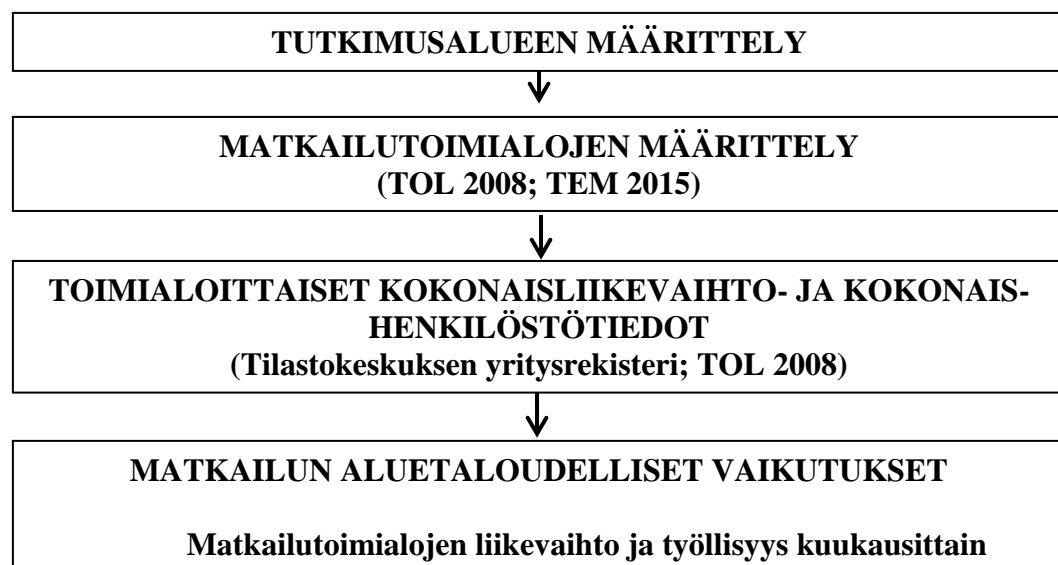 TUTKIMUSALUEEN MÄÄRITTELY
MATKAILUTOIMIALOJEN MÄÄRITTELY
(TOL 2008; TEM 2015)
TOIMIALOITTAISET KOKONAISLIIKEVAIHTO- JA KOKONAIS-
HENKILÖSTÖTIEDOT
(Tilastokeskuksen yritysrekisteri; TOL 2008)
MATKAILUN ALUETALOUDELLISET VAIKUTUKSET
Matkailutoimialojen liikevaihto ja työllisyys kuukausittain